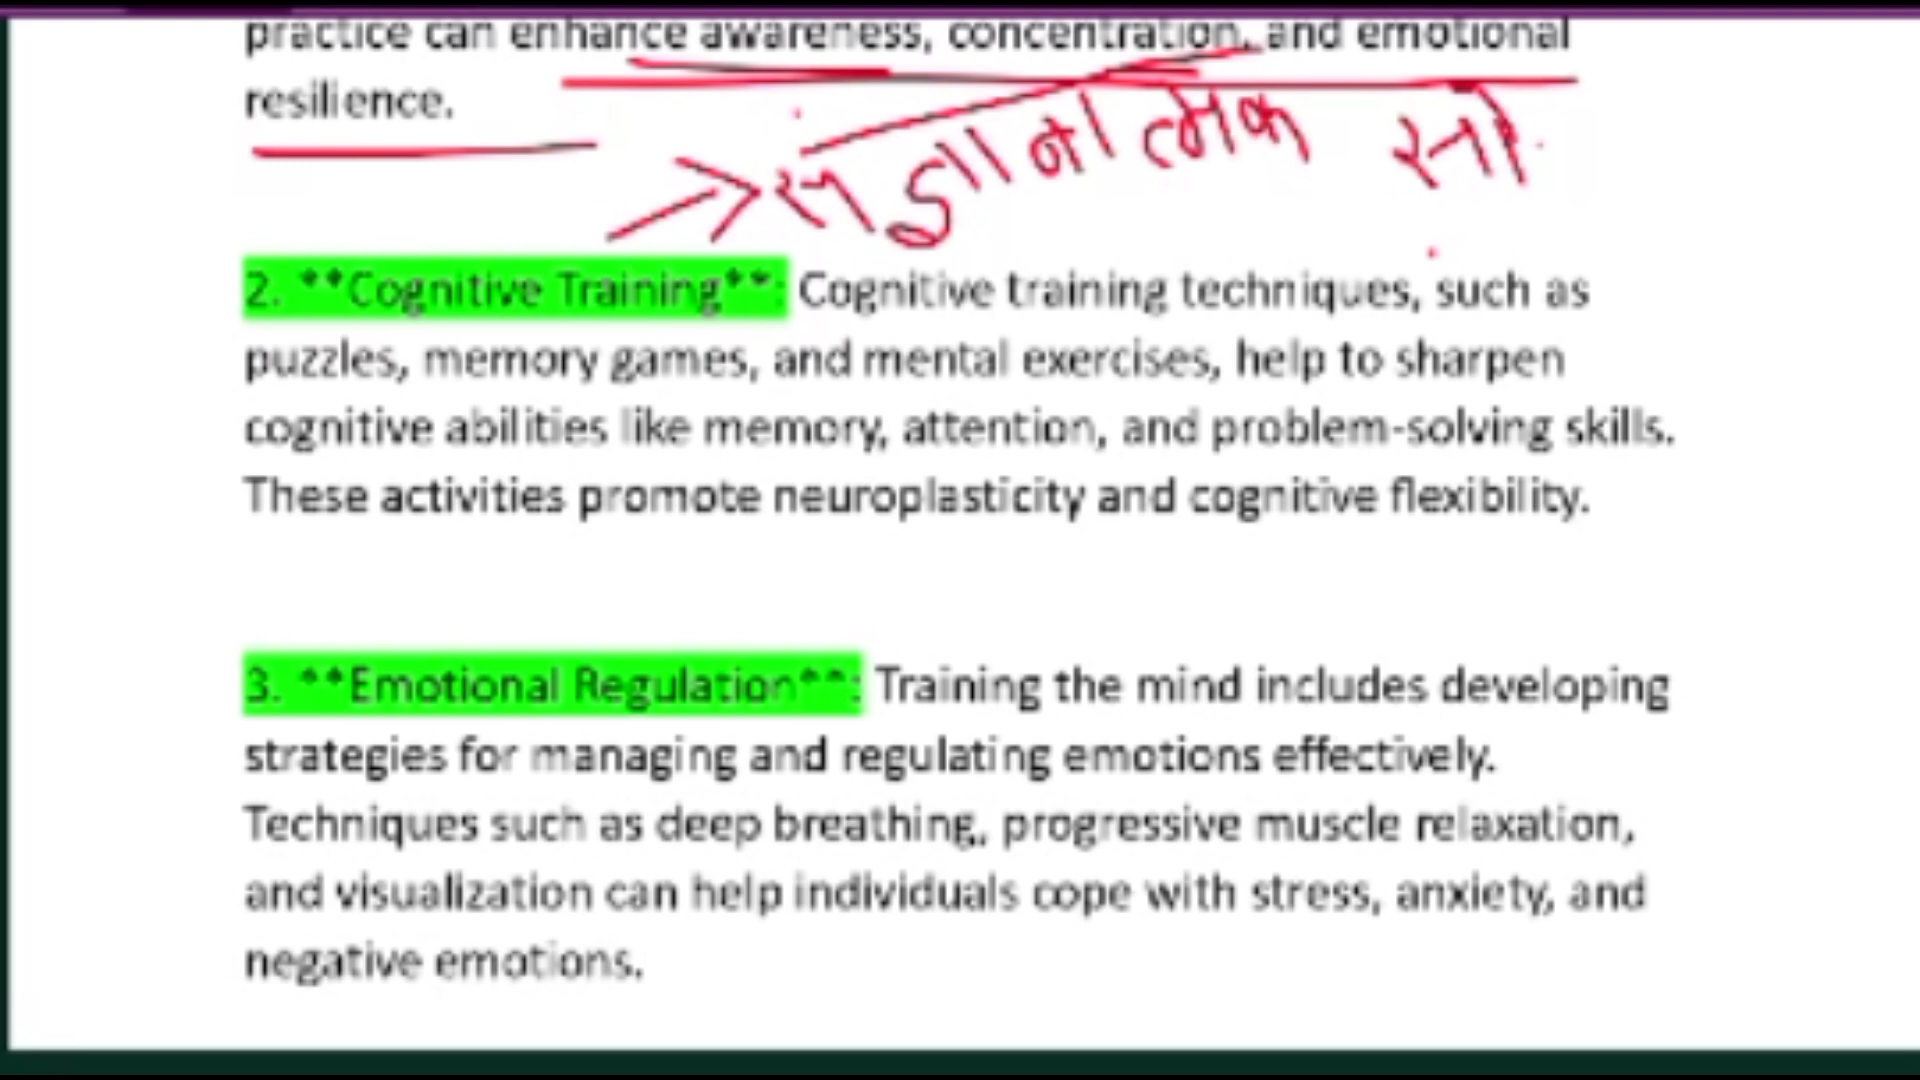 practice can enhance awareness, concentration, and emotional
resilience.
2. **Cognitive Training**: Cognitive training techniques, such as
puzzles, memory games, and mental exercises, help to sharpen
cognitive abilities like memory, attention, and problem-solving skills.
These activities promote neuroplasticity and cognitive flexibility.
3. **Emotional Regulation**: Training the mind includes developing
strategies for managing and regulating emotions effectively.
Techniques such as deep breathing, progressive muscle relaxation,
and visualization can help individuals cope with stress, anxiety, and
negative emotions.